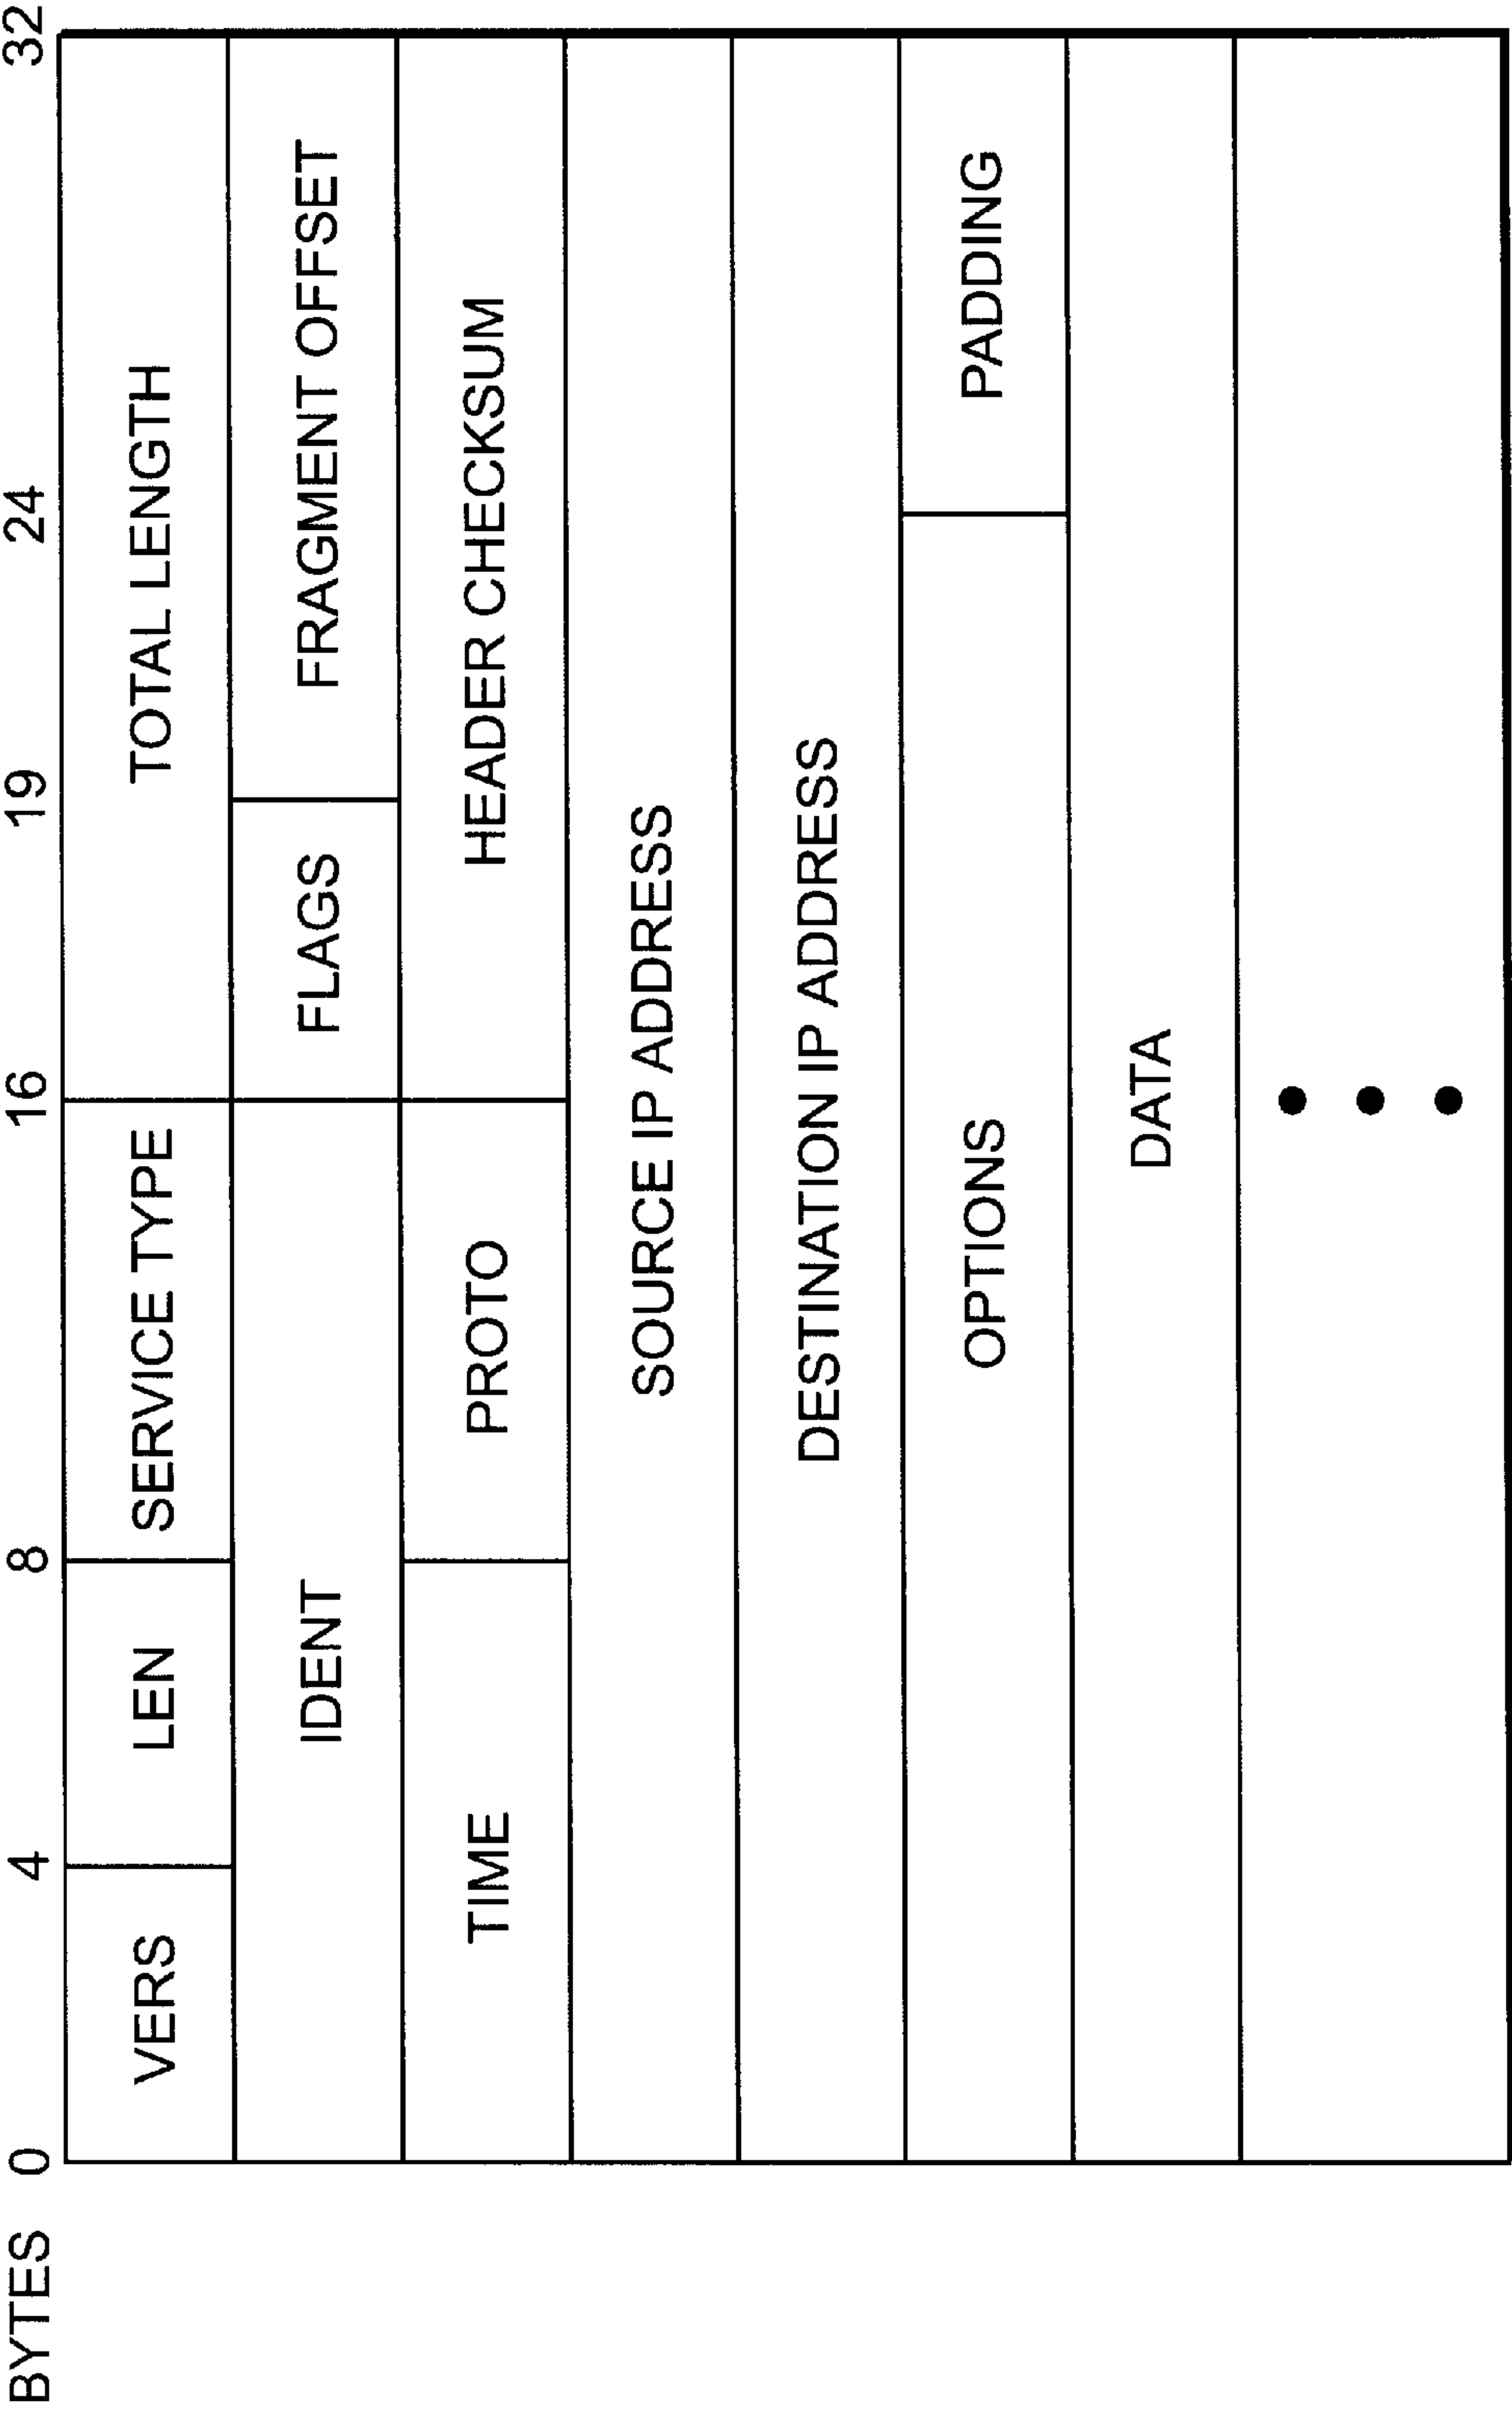 BYTES 0 4 8 16 19 24 32
VERS LEN SERVICE TYPE TOTAL LENGTH
IDENT FLAGS FRAGMENT OFFSET
TIME PROTO HEADER CHECKSUM
SOURCE IP ADDRESS
DESTINATION IP ADDRESS
OPTIONS PADDING
DATA